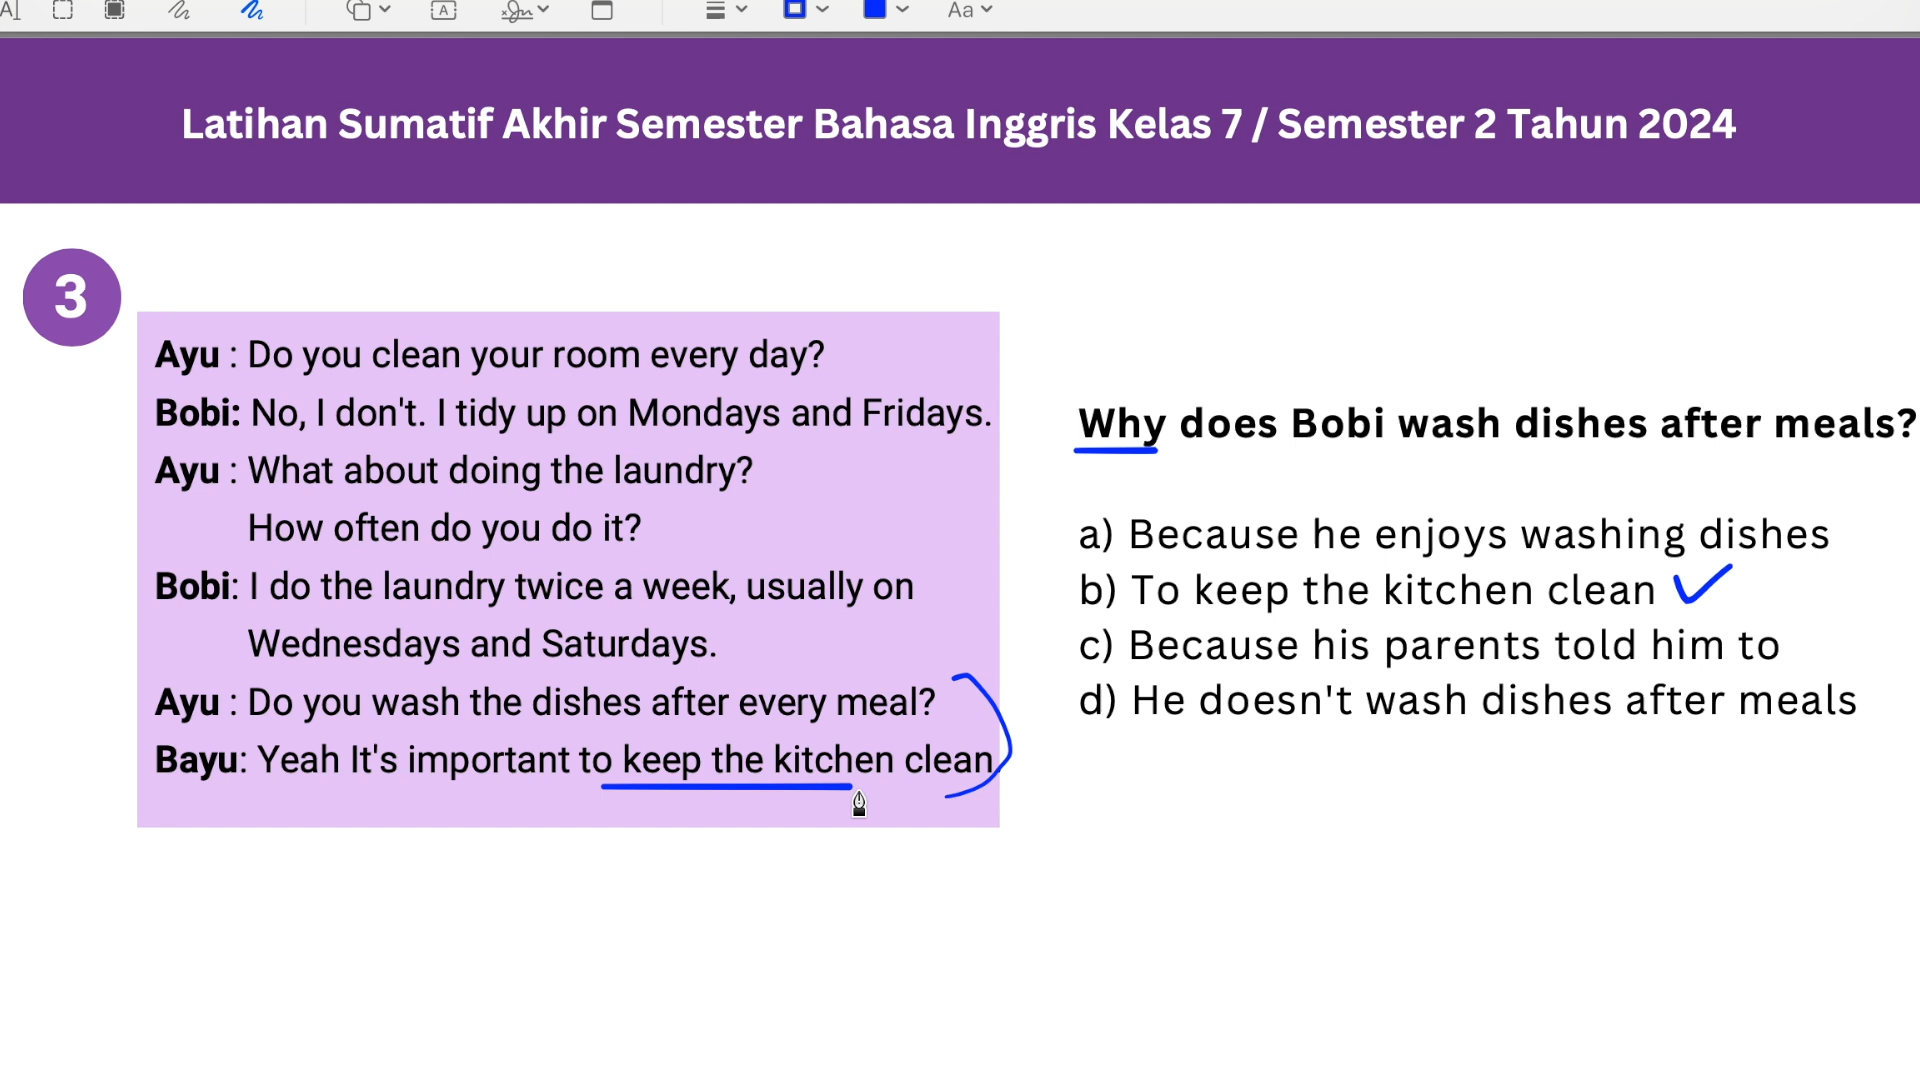 A
A
Aa
Latihan Sumatif Akhir Semester Bahasa Inggris Kelas 7 / Semester 2 Tahun 2024
3
Ayu : Do you clean your room every day?
Bobi: No, I don't. I tidy up on Mondays and Fridays.
Ayu : What about doing the laundry?
How often do you do it?
Bobi: I do the laundry twice a week, usually on
Wednesdays and Saturdays.
Ayu : Do you wash the dishes after every meal?
Bayu: Yeah It's important to keep the kitchen clean.
Why does Bobi wash dishes after meals?
a) Because he enjoys washing dishes
b) To keep the kitchen clean
c) Because his parents told him to
d) He doesn't wash dishes after meals